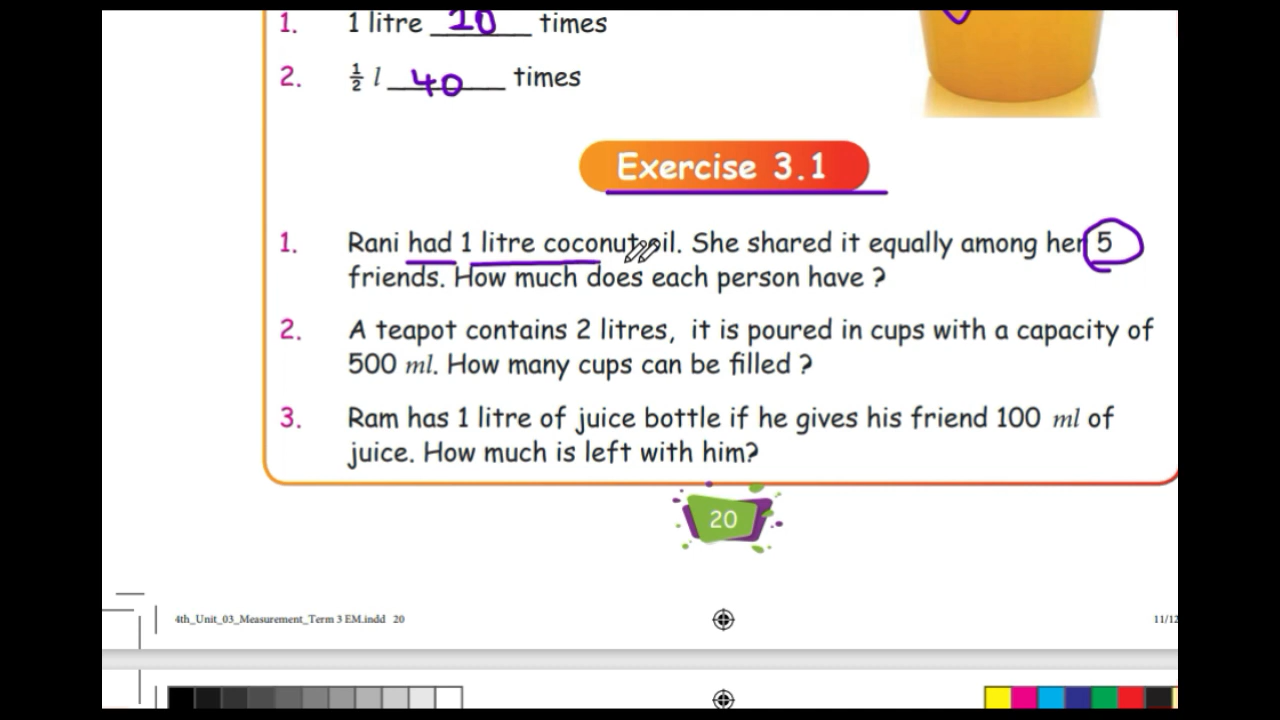 1. 1 litre 20 times
2. ½ l 40 times
Exercise 3.1
1. Rani had 1 litre coconut oil. She shared it equally among her 5
friends. How much does each person have ?
2. A teapot contains 2 litres, it is poured in cups with a capacity of
500 ml. How many cups can be filled ?
3. Ram has 1 litre of juice bottle if he gives his friend 100 ml of
juice. How much is left with him?
20
4th_Unit_03_Measurement_Term 3 EM.indd 20 11/12